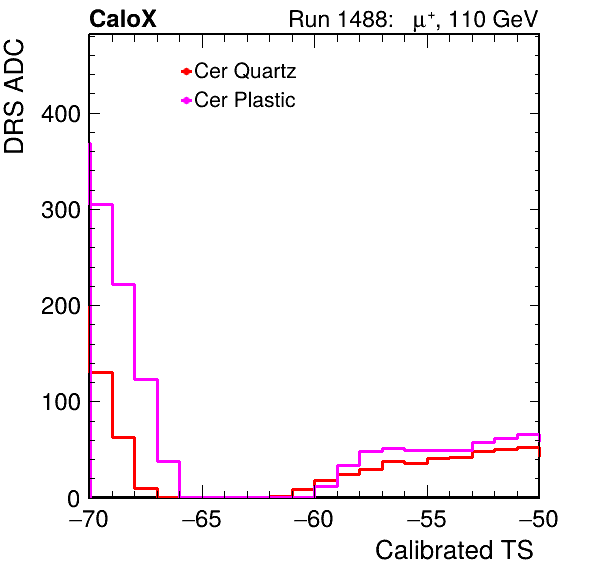 CaloX Run 1488: μ⁺, 110 GeV
DRS ADC
Cer Quartz
Cer Plastic
400
300
200
100
0
−70 −65 −60 −55 −50
Calibrated TS